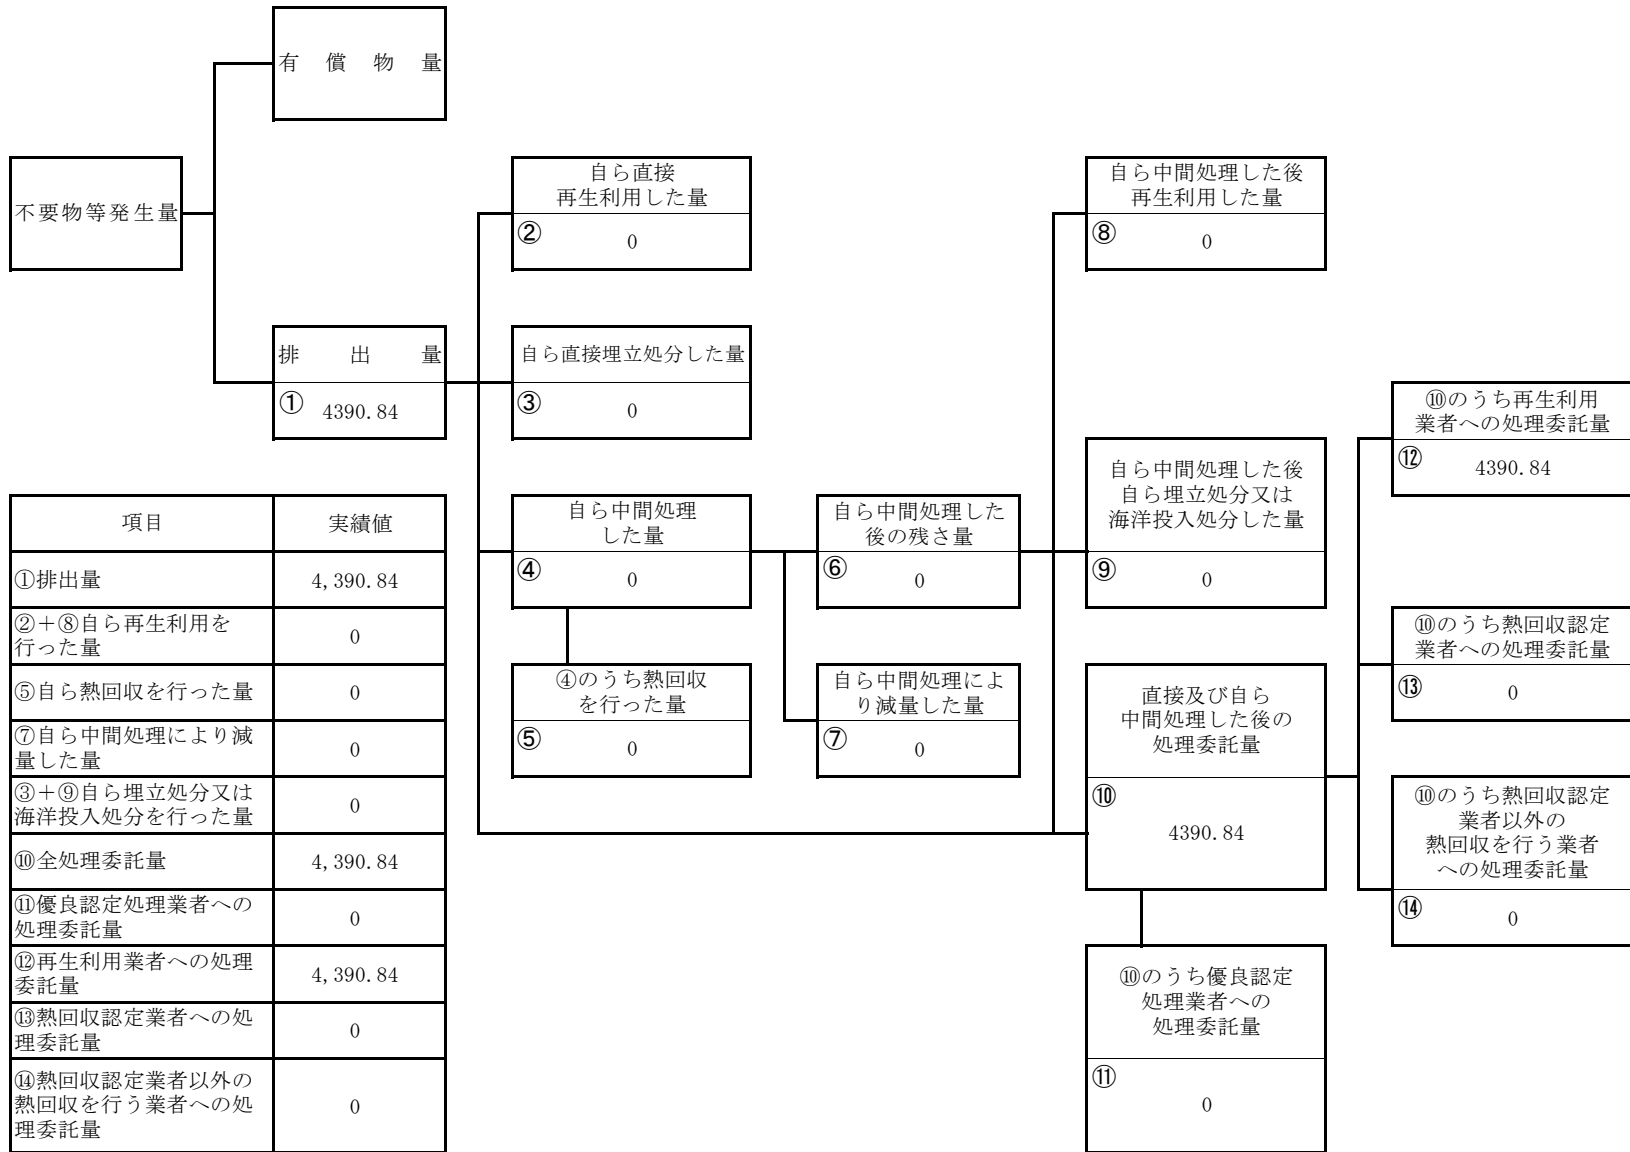 有償物量
不要物等発生量
自ら直接
再生利用した量
②
0
自ら中間処理した後
再生利用した量
⑧
0
排出量
①
4390.84
自ら直接埋立処分した量
③
0
⑩のうち再生利用
業者への処理委託量
⑫
4390.84
自ら中間処理した後
自ら埋立処分又は
海洋投入処分した量
⑨
0
自ら中間処理
した量
④
0
自ら中間処理した
後の残さ量
⑥
0
⑩のうち熱回収認定
業者への処理委託量
⑬
0
④のうち熱回収
を行った量
⑤
0
自ら中間処理によ
り減量した量
⑦
0
直接及び自ら
中間処理した後の
処理委託量
⑩
4390.84
⑩のうち熱回収認定
業者以外の
熱回収を行う業者
への処理委託量
⑭
0
⑩のうち優良認定
処理業者への
処理委託量
⑪
0
項目 実績値
①排出量 4,390.84
②＋⑧自ら再生利用を
行った量
0
⑤自ら熱回収を行った量 0
⑦自ら中間処理により減
量した量
0
③＋⑨自ら埋立処分又は
海洋投入処分を行った量
0
⑩全処理委託量 4,390.84
⑪優良認定処理業者への
処理委託量
0
⑫再生利用業者への処理
委託量
4,390.84
⑬熱回収認定業者への処
理委託量
0
⑭熱回収認定業者以外の
熱回収を行う業者への処
理委託量
0